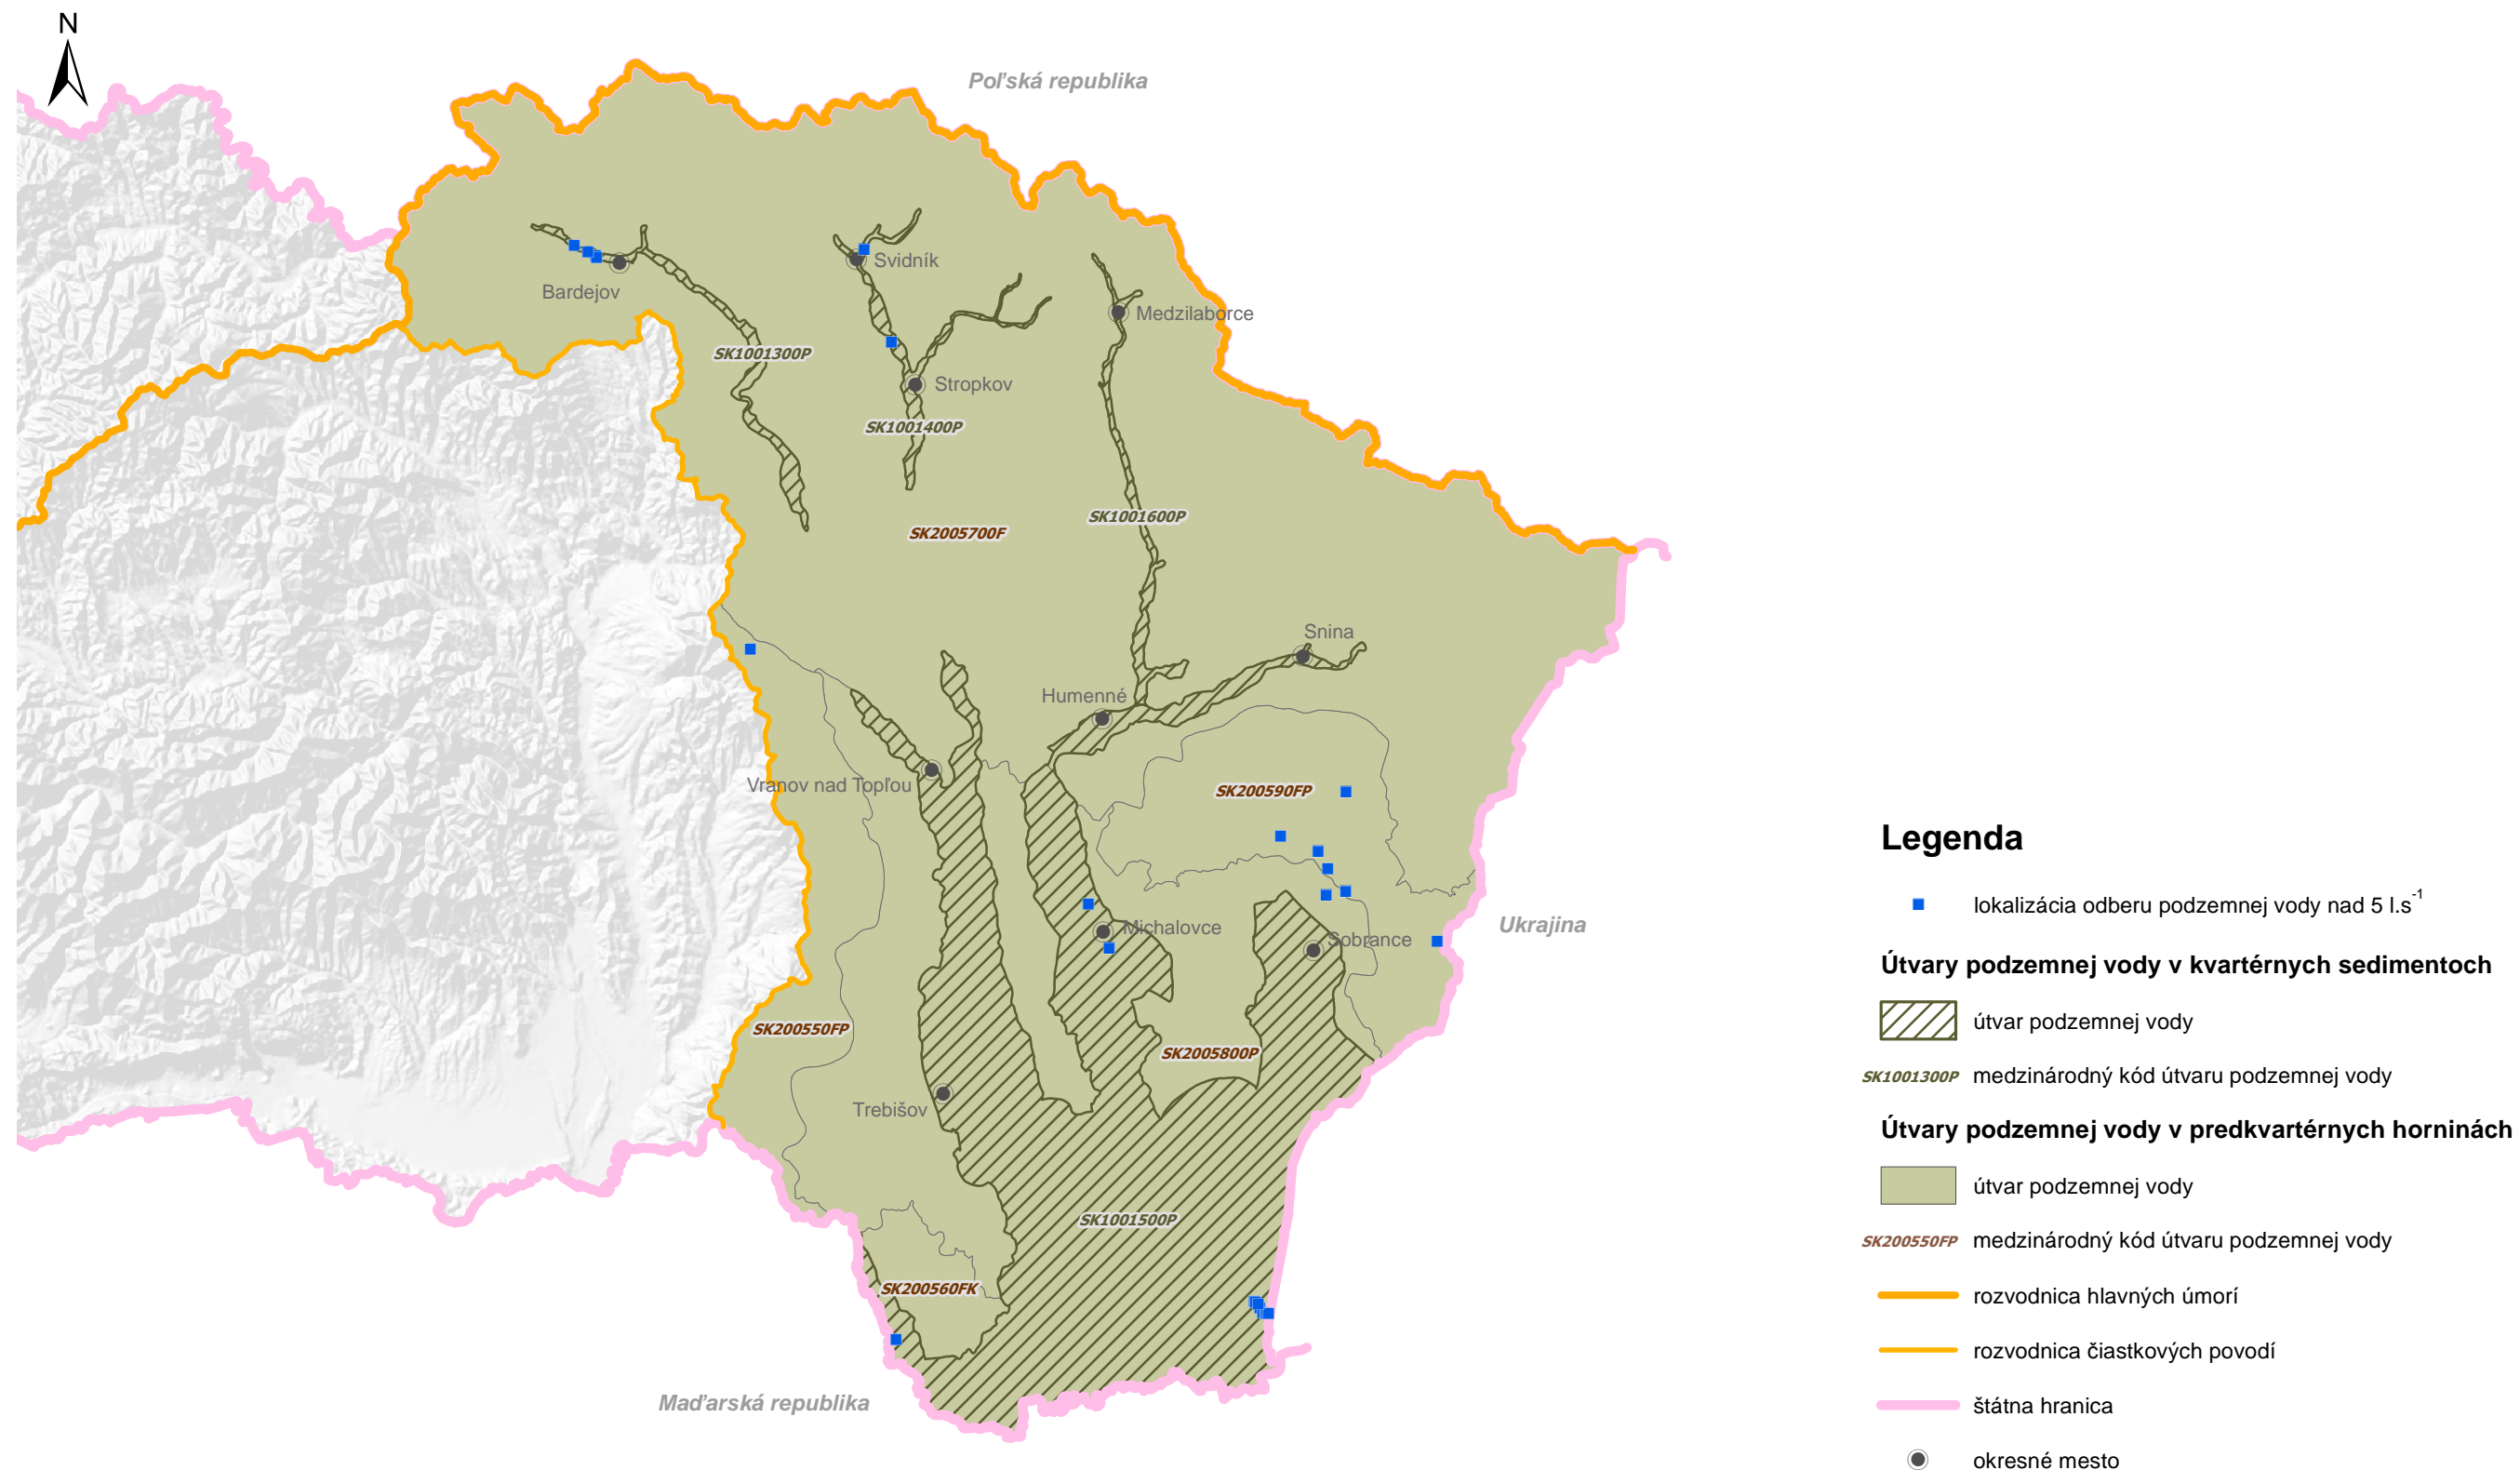 N
Poľská republika
Svidník
Bardejov
Medzilaborce
SK1001300P
Stropkov
SK1001400P
SK1001600P
SK2005700F
Snina
Humenné
Vranov nad Topľou
SK200590FP
Michalovce
Sobrance
Ukrajina
SK200550FP
SK2005800P
Trebišov
SK1001500P
SK200560FK
Maďarská republika
Legenda
lokalizácia odberu podzemnej vody nad 5 l.s-1
Útvary podzemnej vody v kvartérnych sedimentoch
útvar podzemnej vody
SK1001300P medzinárodný kód útvaru podzemnej vody
Útvary podzemnej vody v predkvartérnych horninách
útvar podzemnej vody
SK200550FP medzinárodný kód útvaru podzemnej vody
rozvodnica hlavných úmorí
rozvodnica čiastkových povodí
štátna hranica
okresné mesto